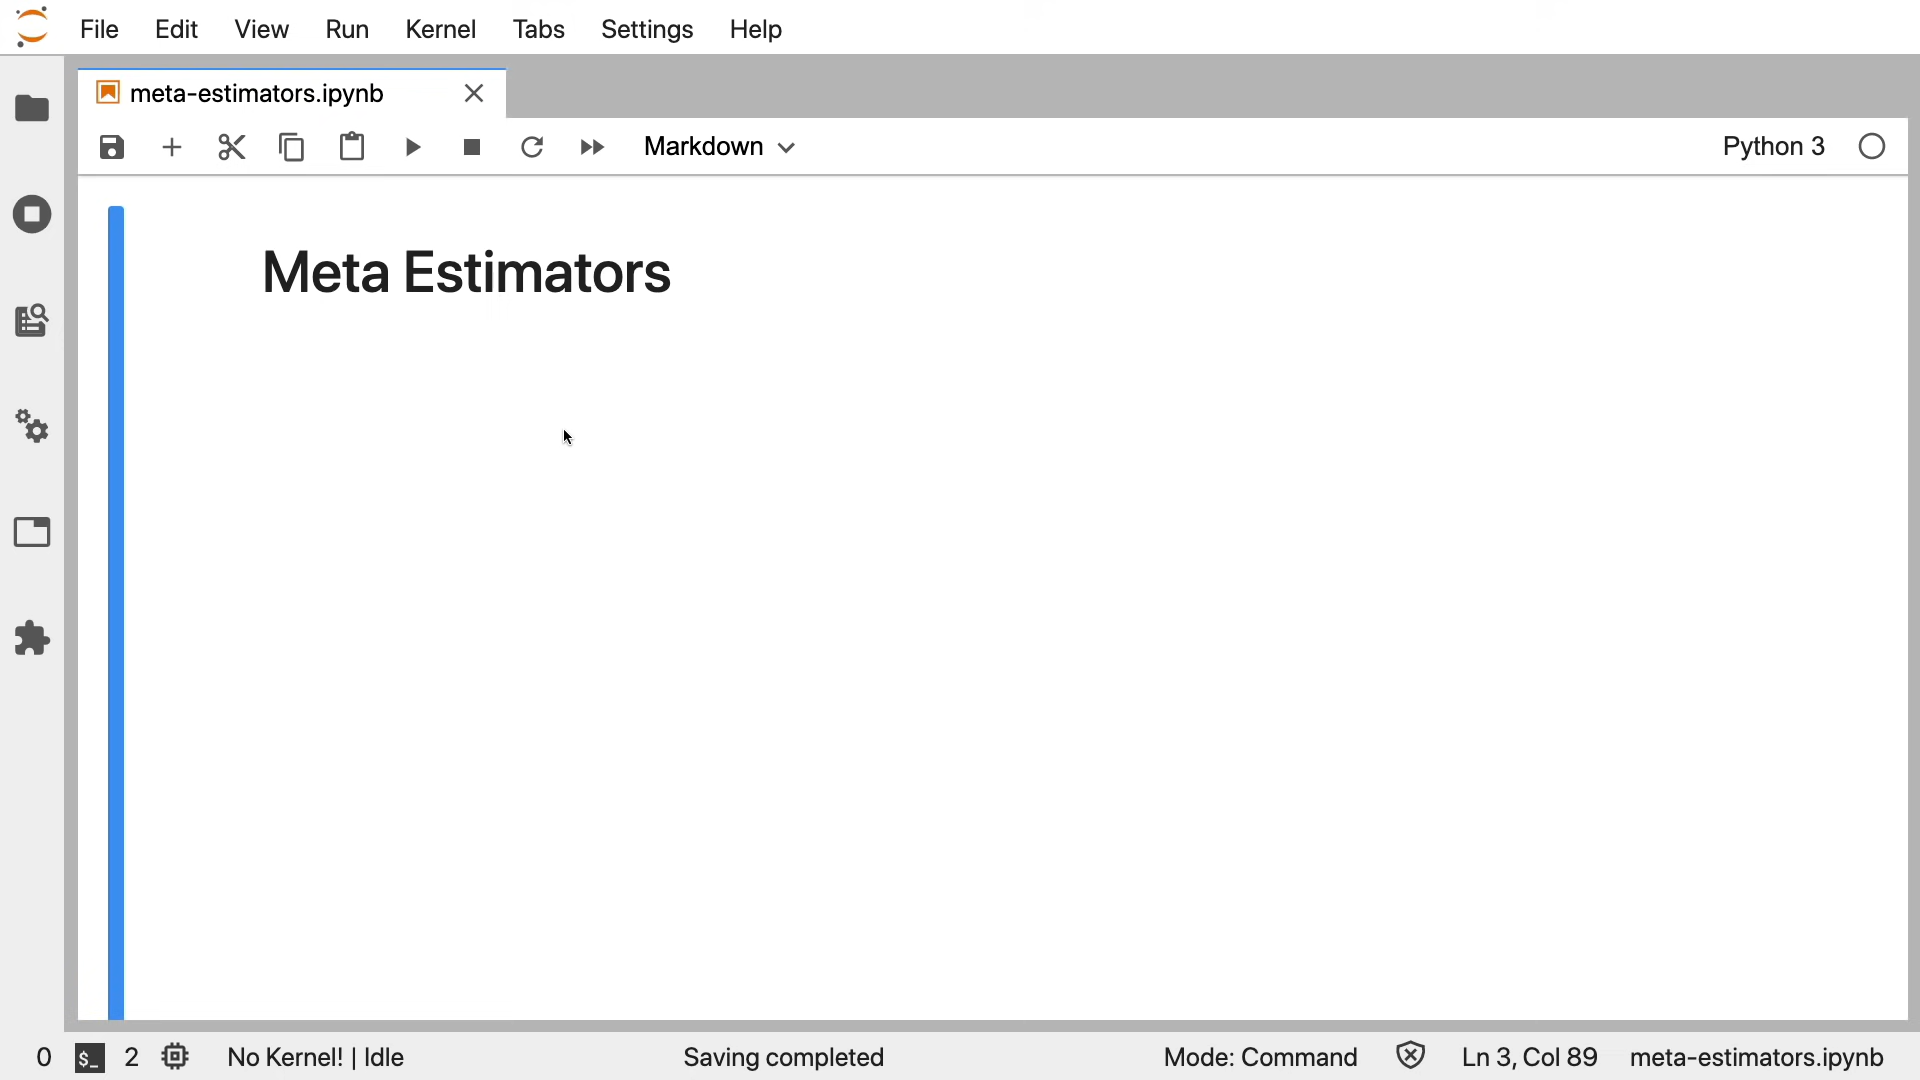 File Edit View Run Kernel Tabs Settings Help
meta-estimators.ipynb
Markdown Python 3
Meta Estimators
0 $_ 2 No Kernel! | Idle Saving completed Mode: Command Ln 3, Col 89 meta-estimators.ipynb